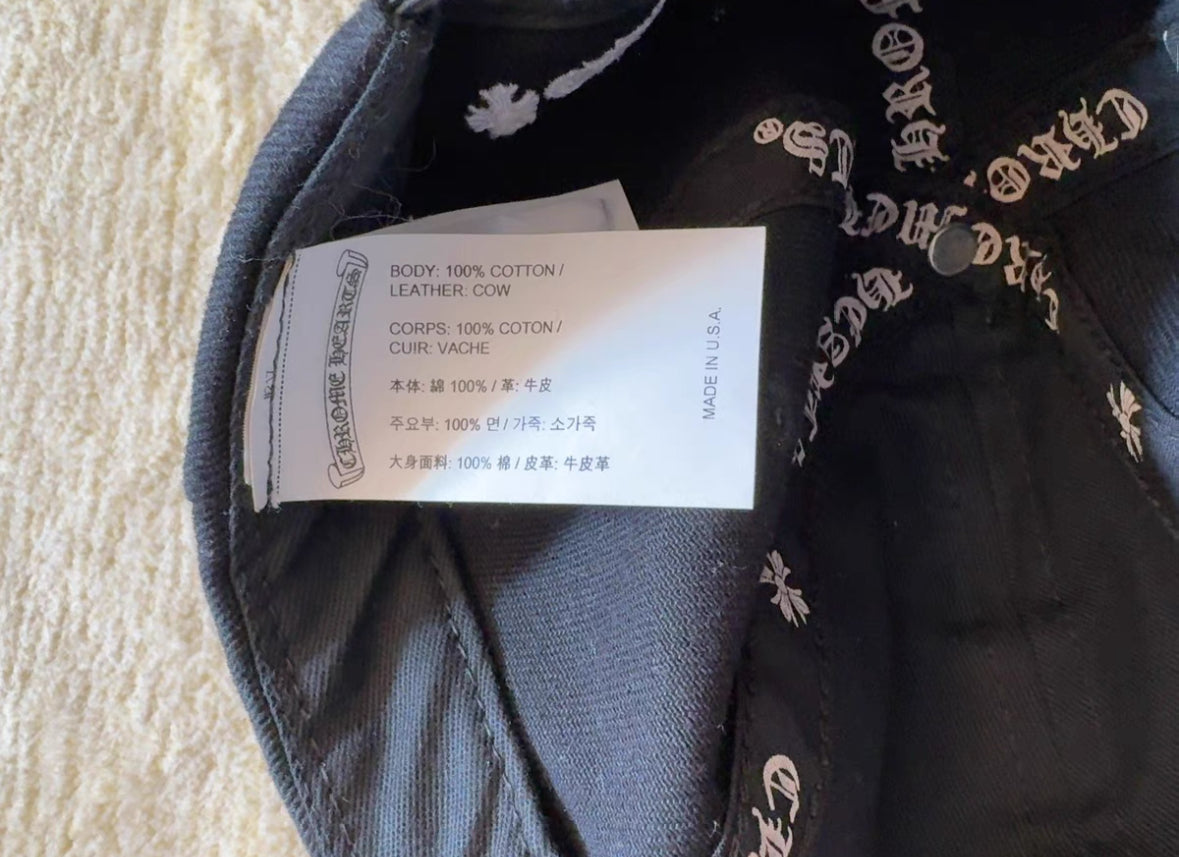 CHROME HEARTS
BODY: 100% COTTON /
LEATHER: COW
CORPS: 100% COTON /
CUIR: VACHE
本体: 綿 100% / 革: 牛皮
주요부: 100% 면 / 가죽: 소가죽
大身面料: 100% 棉 / 皮革: 牛皮革
MADE IN U.S.A.
CHRO